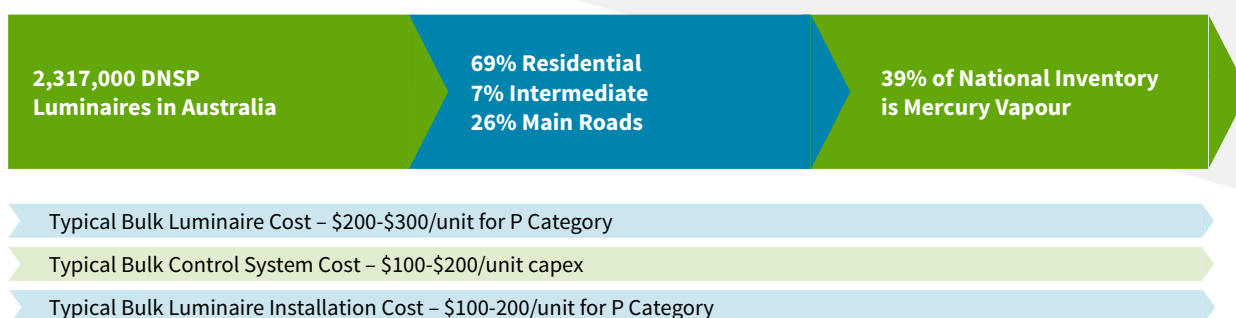 2,317,000 DNSP
Luminaires in Australia
69% Residential
7% Intermediate
26% Main Roads
39% of National Inventory
is Mercury Vapour
Typical Bulk Luminaire Cost – $200-$300/unit for P Category
Typical Bulk Control System Cost – $100-$200/unit capex
Typical Bulk Luminaire Installation Cost – $100-200/unit for P Category